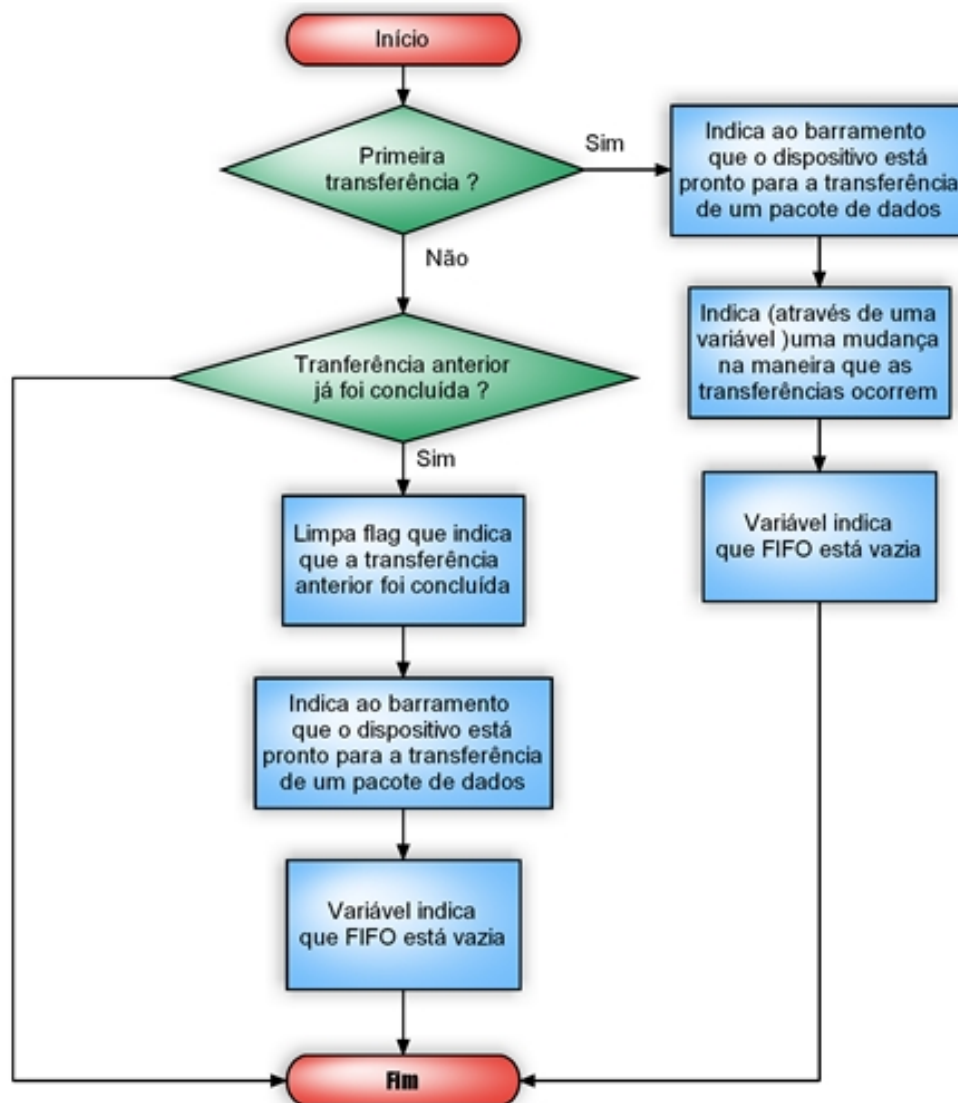 Início
Primeira
transferência ?
Sim
Indica ao barramento
que o dispositivo está
pronto para a transferência
de um pacote de dados
Não
Indica (através de uma
variável )uma mudança
na maneira que as
transferências ocorrem
Tranferência anterior
já foi concluída ?
Sim
Variável indica
que FIFO está vazia
Limpa flag que indica
que a transferência
anterior foi concluída
Indica ao barramento
que o dispositivo está
pronto para a transferência
de um pacote de dados
Variável indica
que FIFO está vazia
Fim